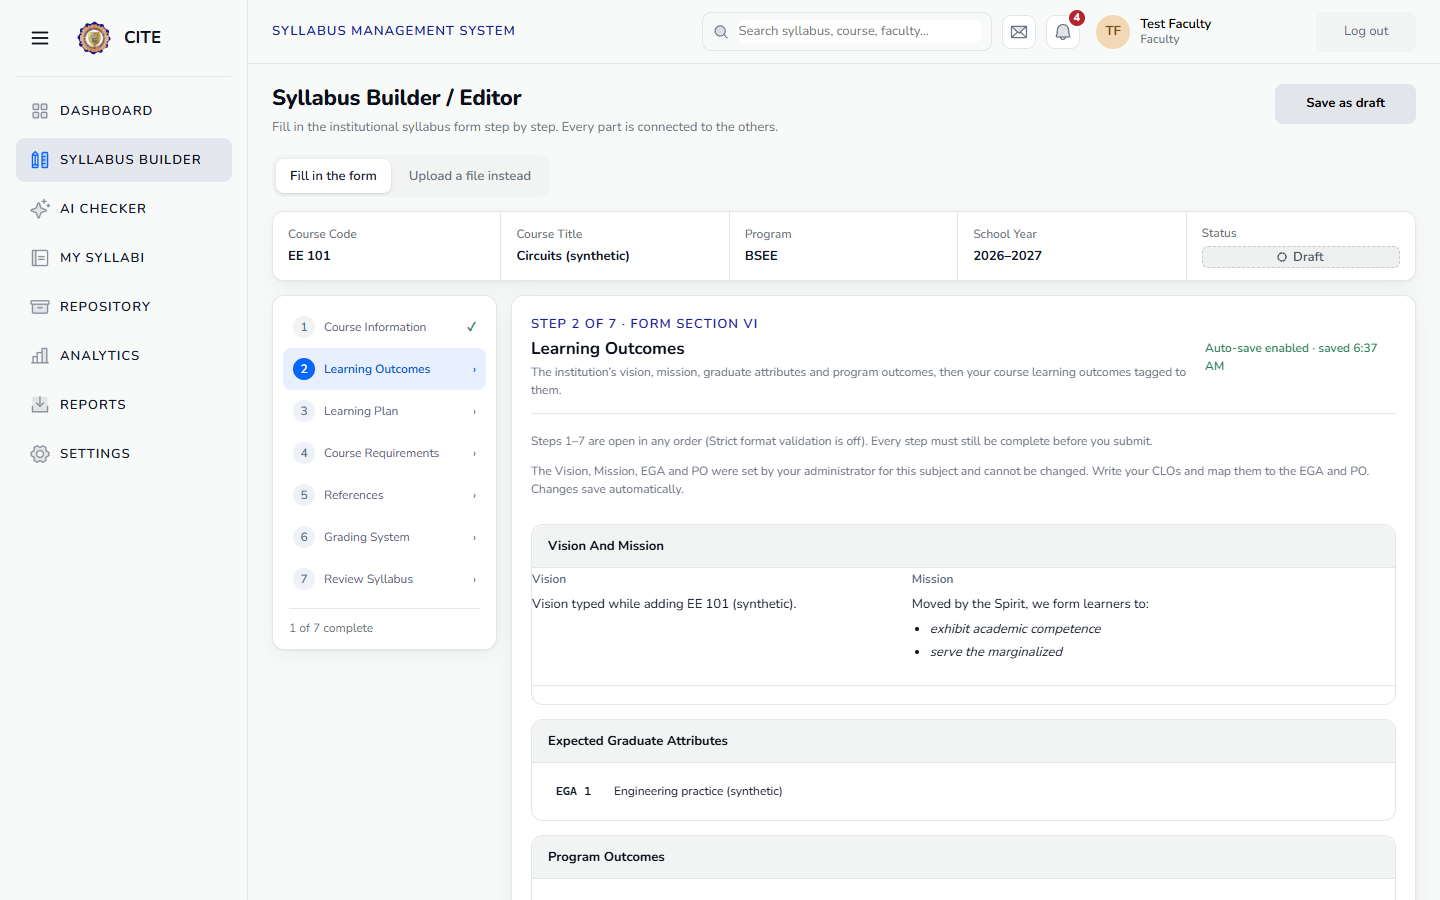 CITE
SYLLABUS MANAGEMENT SYSTEM
Search syllabus, course, faculty...
4
TF
Test Faculty
Faculty
Log out
DASHBOARD
SYLLABUS BUILDER
AI CHECKER
MY SYLLABI
REPOSITORY
ANALYTICS
REPORTS
SETTINGS
Syllabus Builder / Editor
Fill in the institutional syllabus form step by step. Every part is connected to the others.
Save as draft
Fill in the form
Upload a file instead
Course Code
EE 101
Course Title
Circuits (synthetic)
Program
BSEE
School Year
2026–2027
Status
Draft
1 Course Information ✓
2 Learning Outcomes ›
3 Learning Plan ›
4 Course Requirements ›
5 References ›
6 Grading System ›
7 Review Syllabus ›
1 of 7 complete
STEP 2 OF 7 · FORM SECTION VI
Learning Outcomes
The institution's vision, mission, graduate attributes and program outcomes, then your course learning outcomes tagged to
them.
Auto-save enabled · saved 6:37
AM
Steps 1–7 are open in any order (Strict format validation is off). Every step must still be complete before you submit.
The Vision, Mission, EGA and PO were set by your administrator for this subject and cannot be changed. Write your CLOs and map them to the EGA and PO.
Changes save automatically.
Vision And Mission
Vision
Vision typed while adding EE 101 (synthetic).
Mission
Moved by the Spirit, we form learners to:
• exhibit academic competence
• serve the marginalized
Expected Graduate Attributes
EGA 1 Engineering practice (synthetic)
Program Outcomes